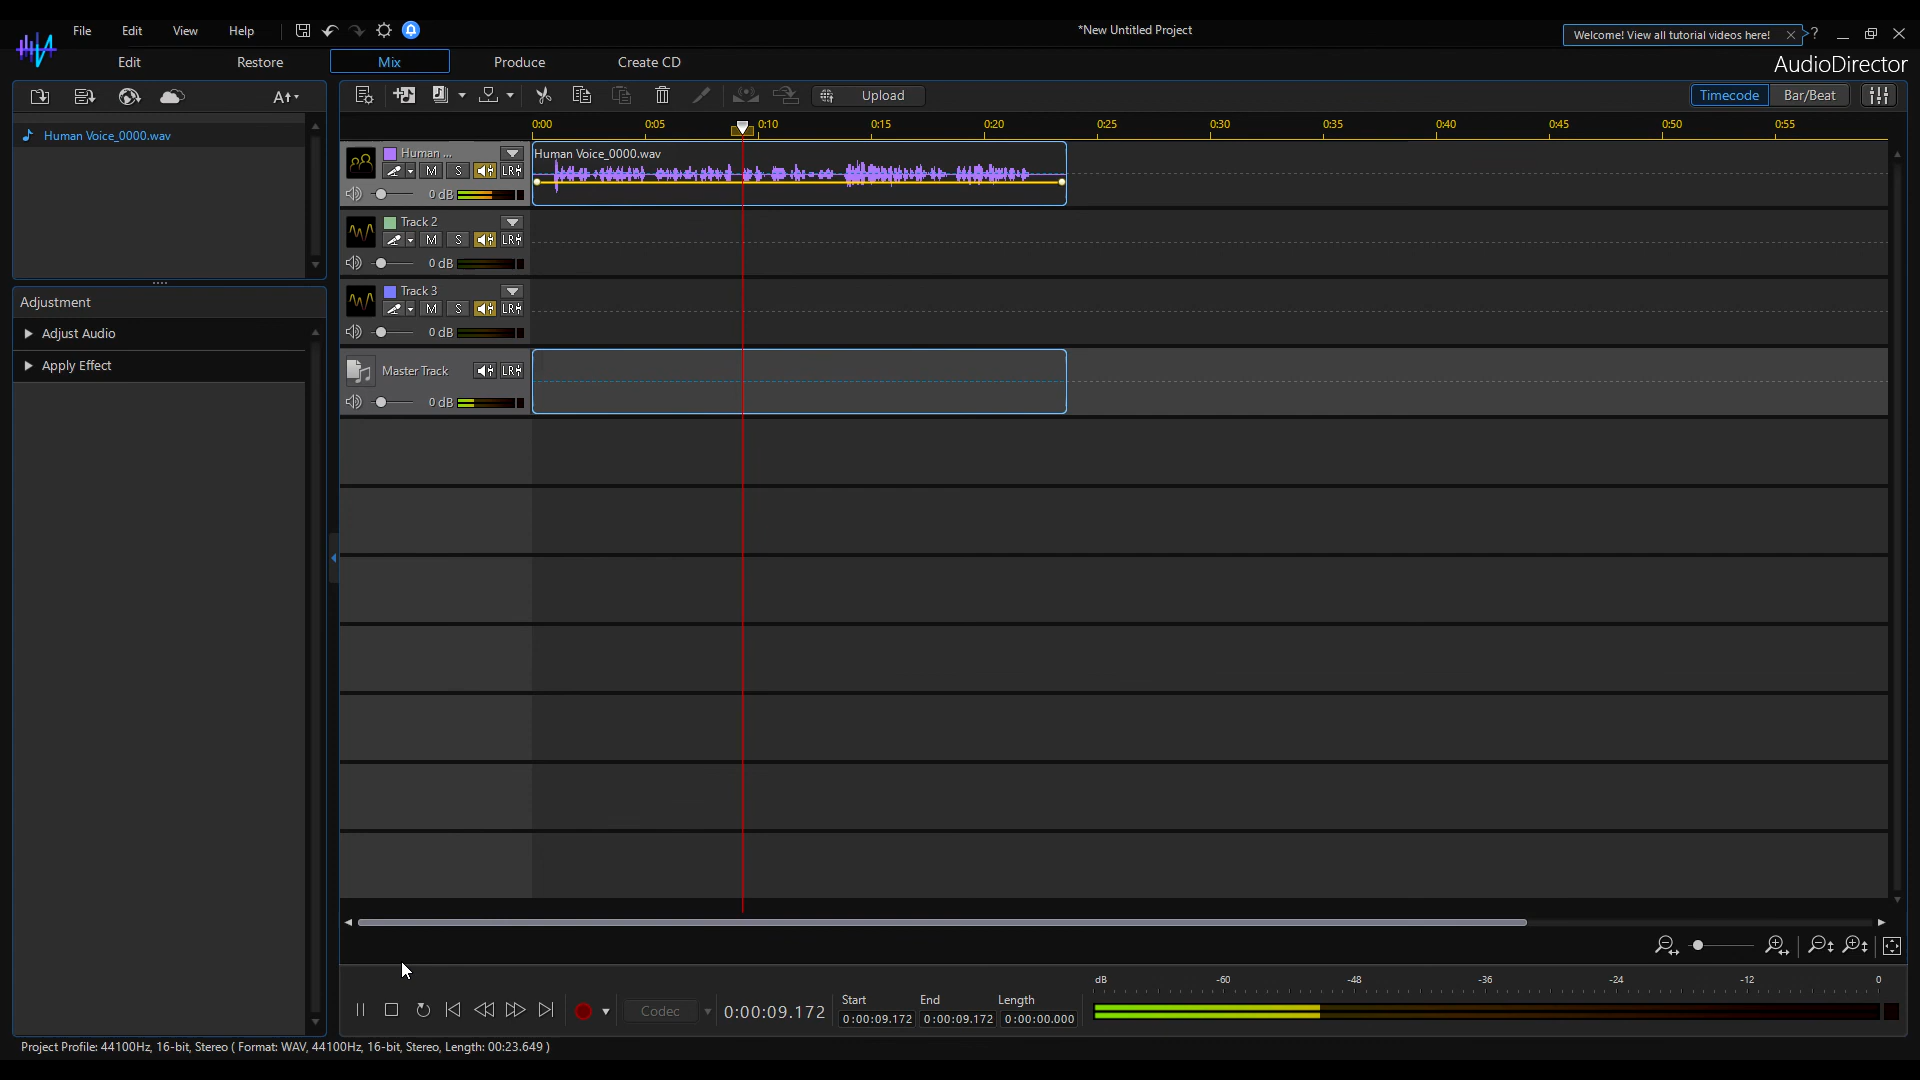 File Edit View Help
*New Untitled Project
Welcome! View all tutorial videos here!
?
Edit Restore Mix Produce Create CD
AudioDirector
A
Upload
Timecode Bar/Beat
0:00 0:05 0:10 0:15 0:20 0:25 0:30 0:35 0:40 0:45 0:50 0:55
Human Voice_0000.wav
Human ...
M S LR
0 dB
Human Voice_0000.wav
Track 2
M S LR
0 dB
Track 3
M S LR
0 dB
Master Track LR
0 dB
Adjustment
Adjust Audio
Apply Effect
Codec
0:00:09.172
Start End Length
0:00:09.172 0:00:09.172 0:00:00.000
dB -60 -48 -36 -24 -12 0
Project Profile: 44100Hz, 16-bit, Stereo ( Format: WAV, 44100Hz, 16-bit, Stereo, Length: 00:23.649 )